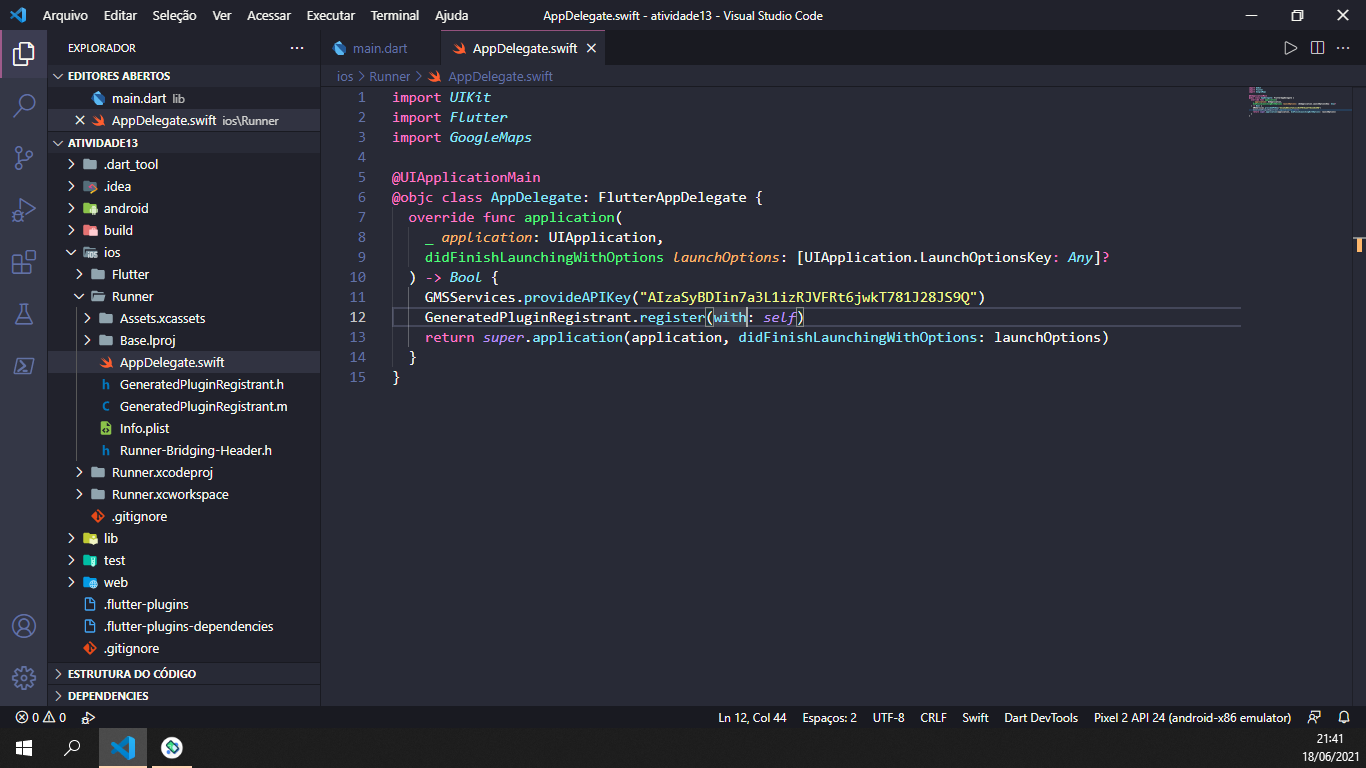 Arquivo Editar Seleção Ver Acessar Executar Terminal Ajuda AppDelegate.swift - atividade13 - Visual Studio Code
EXPLORADOR
EDITORES ABERTOS
main.dart lib
AppDelegate.swift ios\Runner
ATIVIDADE13
.dart_tool
.idea
android
build
ios
Flutter
Runner
Assets.xcassets
Base.lproj
AppDelegate.swift
GeneratedPluginRegistrant.h
GeneratedPluginRegistrant.m
Info.plist
Runner-Bridging-Header.h
Runner.xcodeproj
Runner.xcworkspace
.gitignore
lib
test
web
.flutter-plugins
.flutter-plugins-dependencies
.gitignore
ESTRUTURA DO CÓDIGO
DEPENDENCIES
main.dart AppDelegate.swift
ios > Runner > AppDelegate.swift
1 import UIKit
2 import Flutter
3 import GoogleMaps
4
5 @UIApplicationMain
6 @objc class AppDelegate: FlutterAppDelegate {
7 override func application(
8 _ application: UIApplication,
9 didFinishLaunchingWithOptions launchOptions: [UIApplication.LaunchOptionsKey: Any]?
10 ) -> Bool {
11 GMSServices.provideAPIKey("AIzaSyBDIin7a3L1izRJVFRt6jwkT781J28JS9Q")
12 GeneratedPluginRegistrant.register(with: self)
13 return super.application(application, didFinishLaunchingWithOptions: launchOptions)
14 }
15 }
0 0 Ln 12, Col 44 Espaços: 2 UTF-8 CRLF Swift Dart DevTools Pixel 2 API 24 (android-x86 emulator)
21:41
18/06/2021